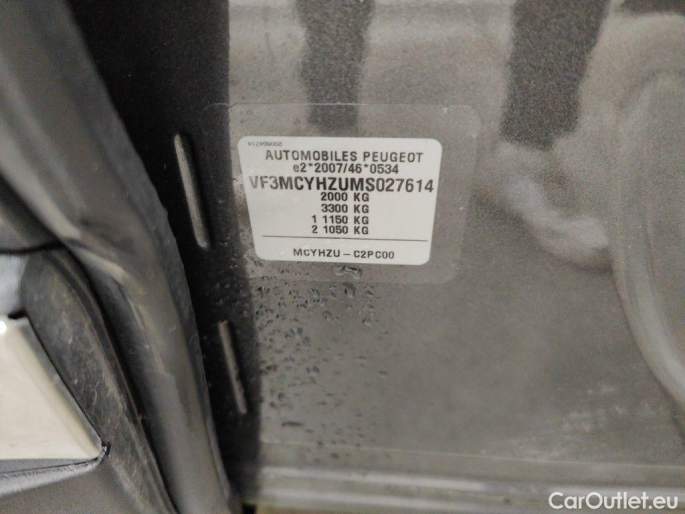 AUTOMOBILES PEUGEOT
e2*2007/46*0534
VF3MCYHZUMS027614
2000 KG
3300 KG
1 1150 KG
2 1050 KG
MCYHZU - C2PC00
CarOutlet.eu